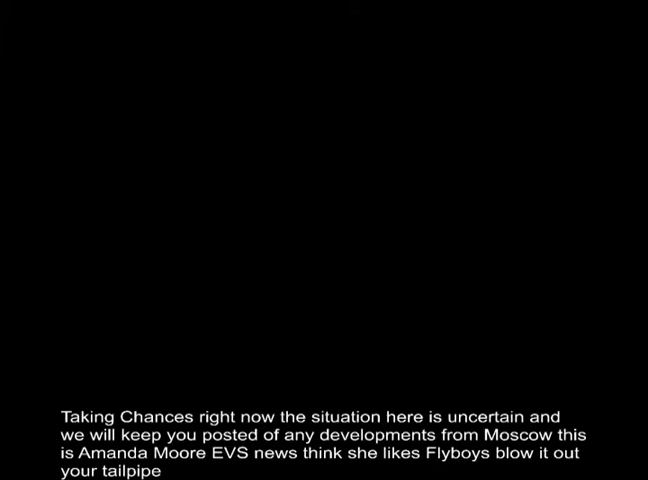 Taking Chances right now the situation here is uncertain and
we will keep you posted of any developments from Moscow this
is Amanda Moore EVS news think she likes Flyboys blow it out
your tailpipe